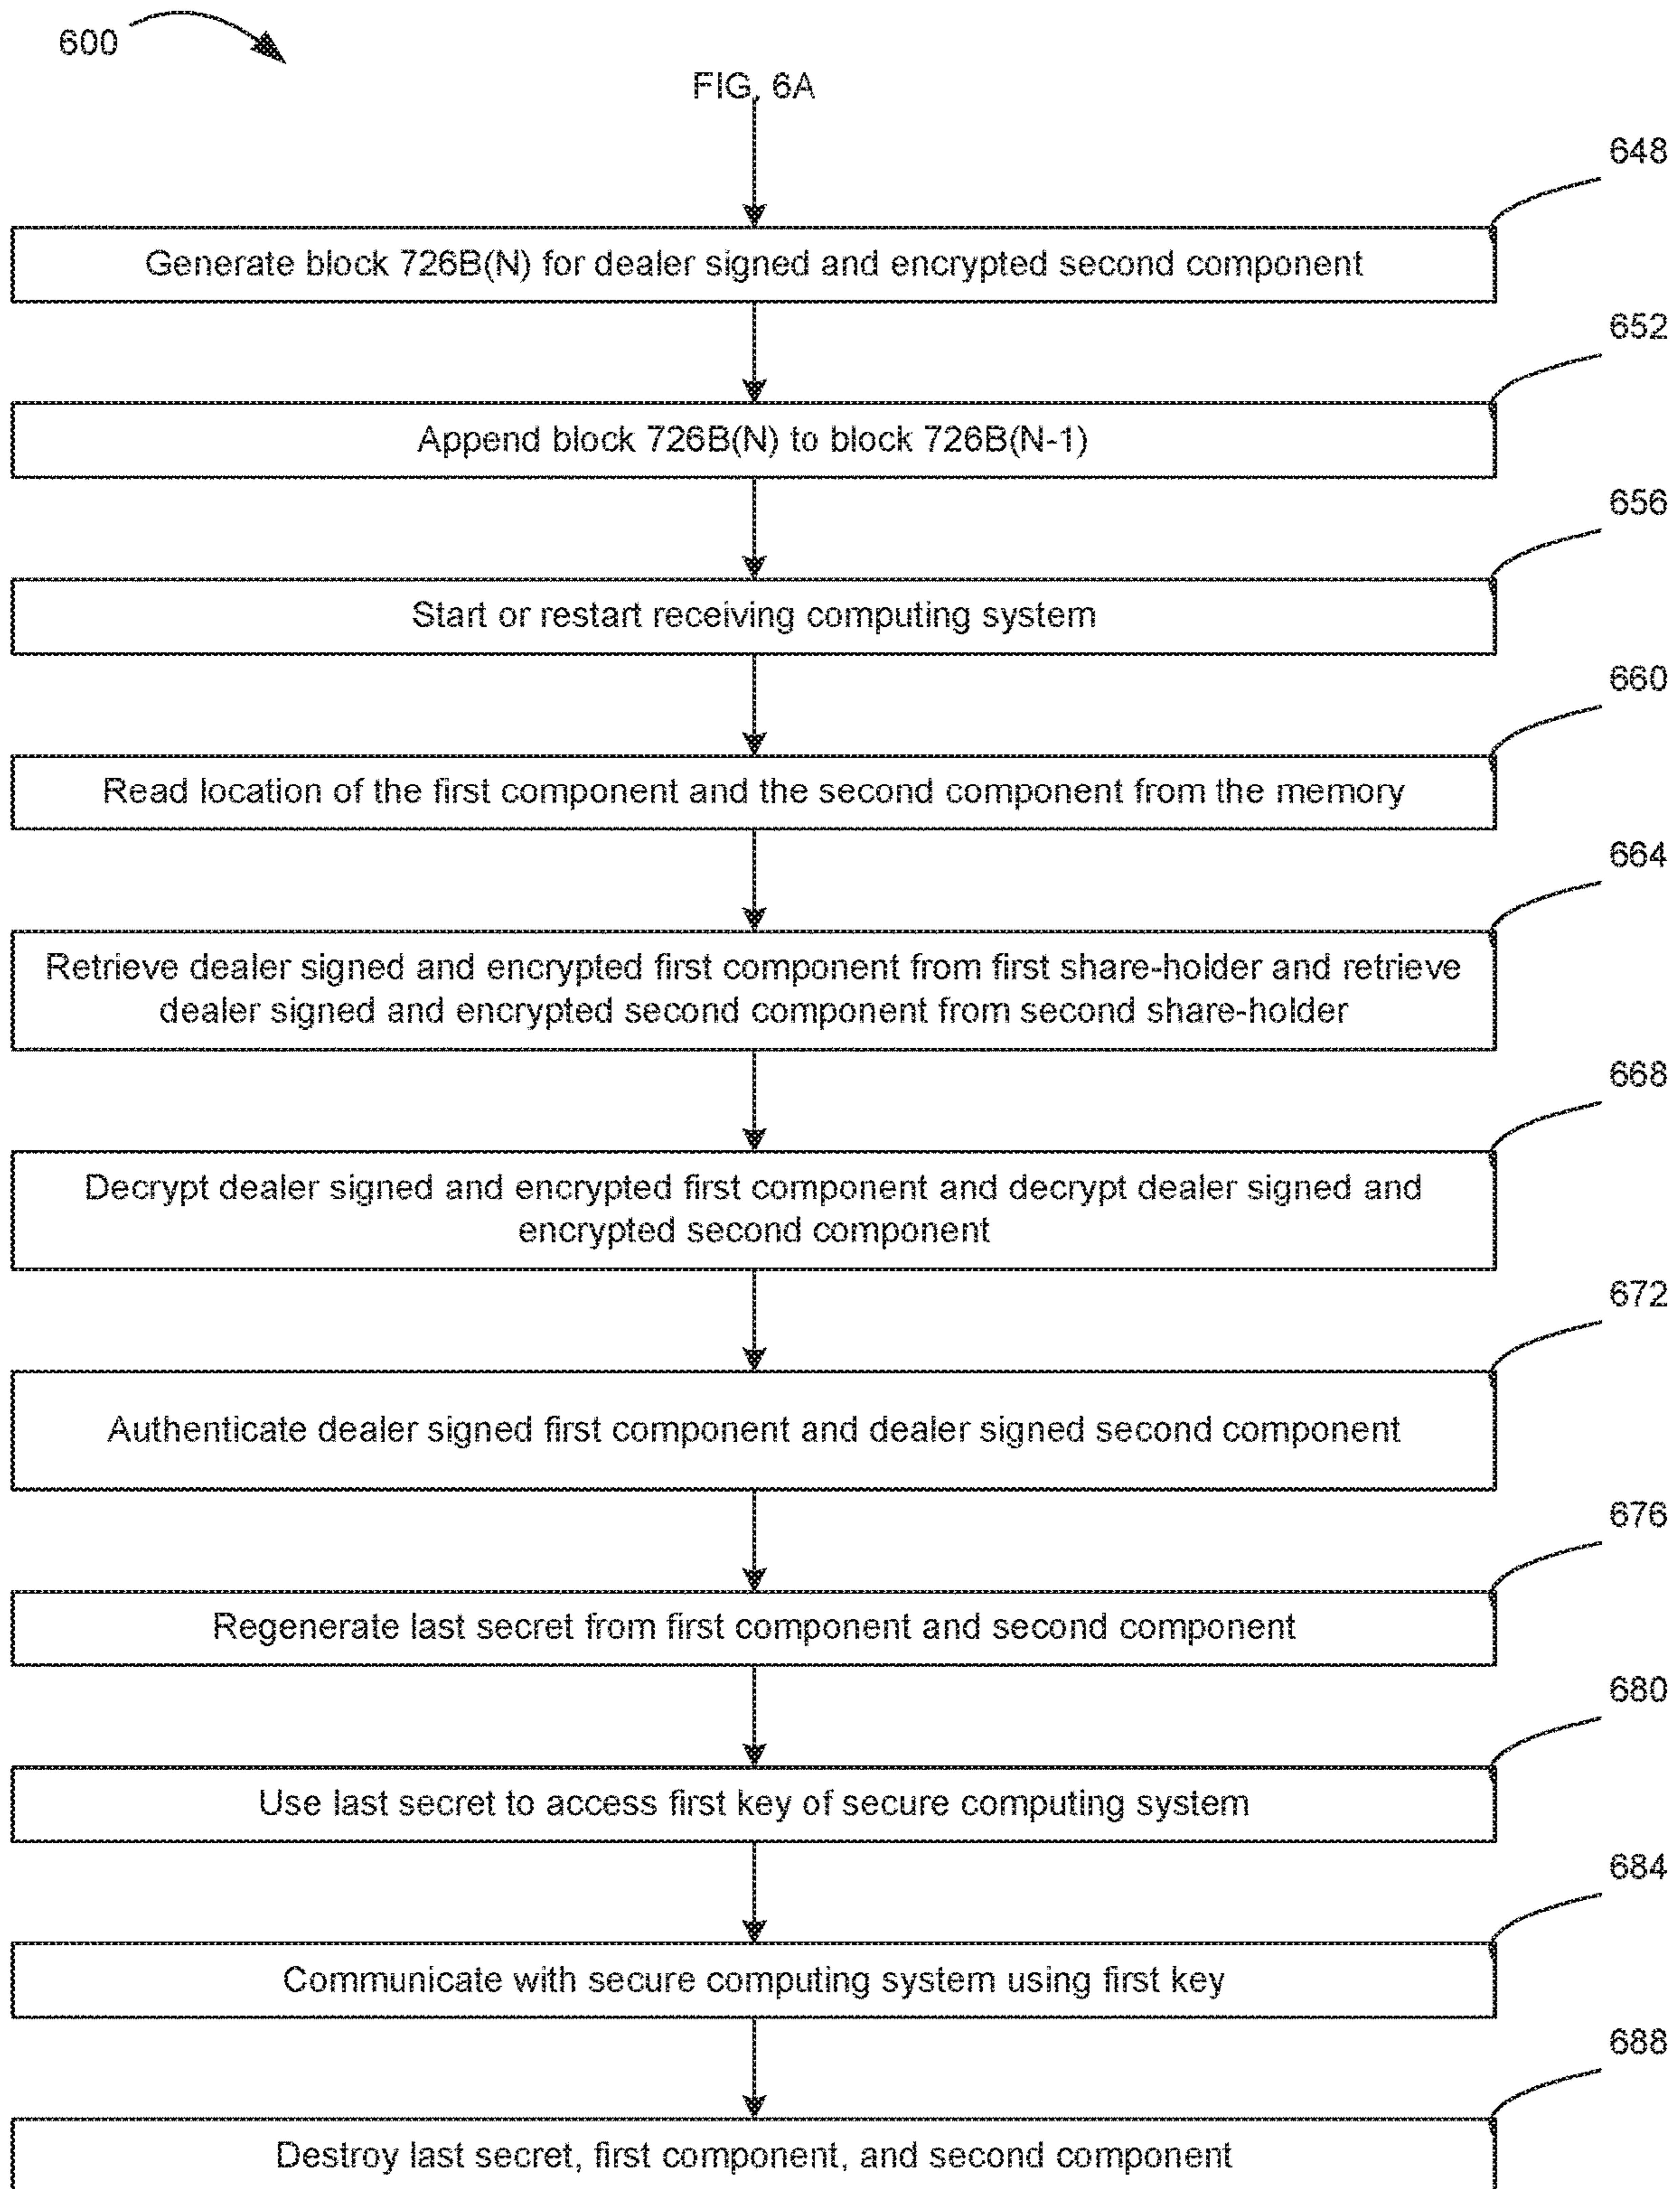 600
FIG. 6A
648
Generate block 726B(N) for dealer signed and encrypted second component
652
Append block 726B(N) to block 726B(N-1)
656
Start or restart receiving computing system
660
Read location of the first component and the second component from the memory
664
Retrieve dealer signed and encrypted first component from first share-holder and retrieve
dealer signed and encrypted second component from second share-holder
668
Decrypt dealer signed and encrypted first component and decrypt dealer signed and
encrypted second component
672
Authenticate dealer signed first component and dealer signed second component
676
Regenerate last secret from first component and second component
680
Use last secret to access first key of secure computing system
684
Communicate with secure computing system using first key
688
Destroy last secret, first component, and second component